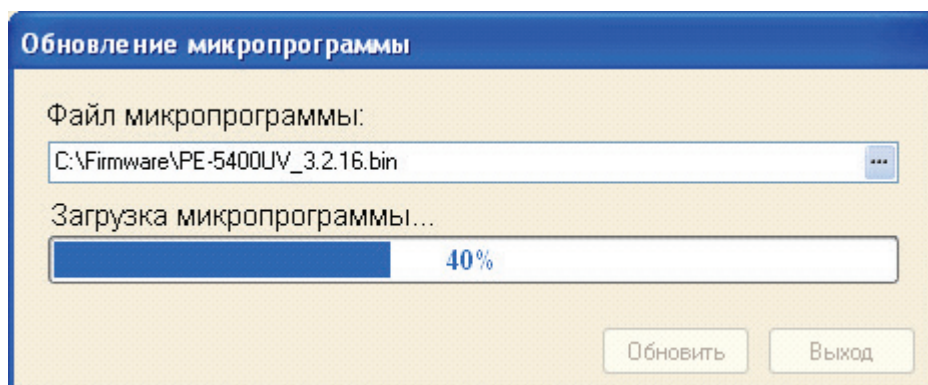 Обновление микропрограммы
Файл микропрограммы:
C:\Firmware\PE-5400UV_3.2.16.bin
...
Загрузка микропрограммы...
40%
Обновить Выход